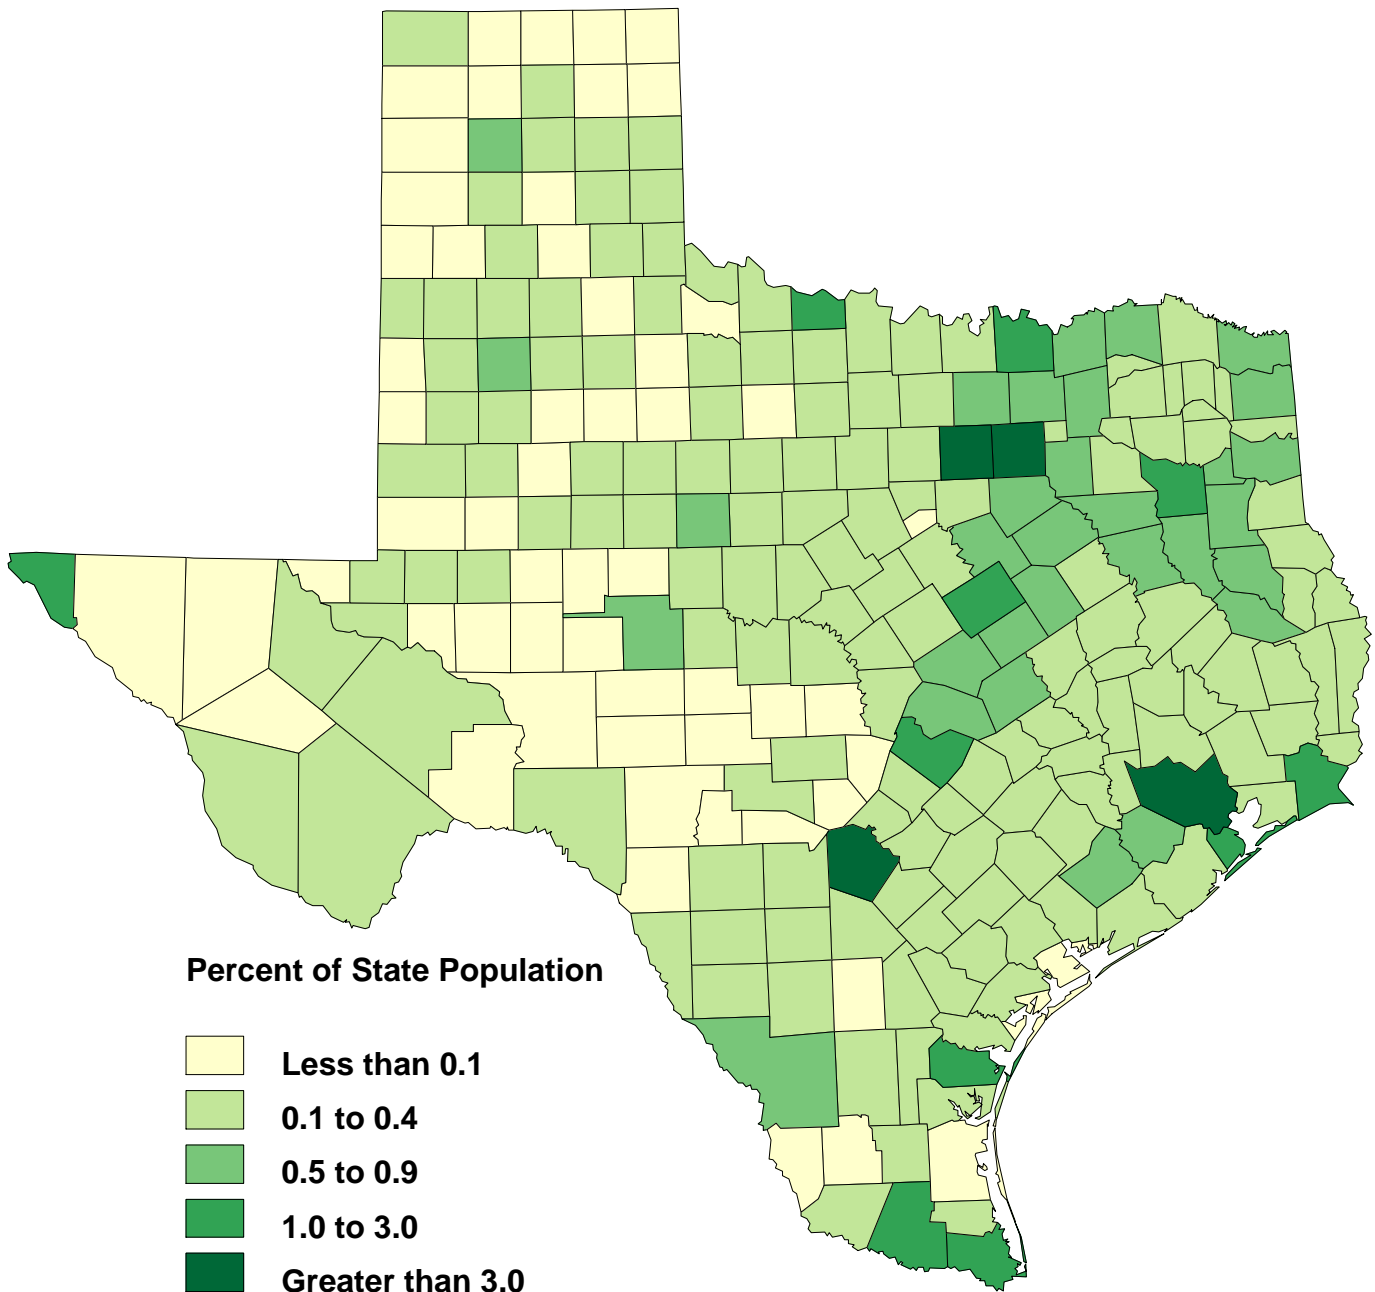 Percent of State Population
Less than 0.1
0.1 to 0.4
0.5 to 0.9
1.0 to 3.0
Greater than 3.0